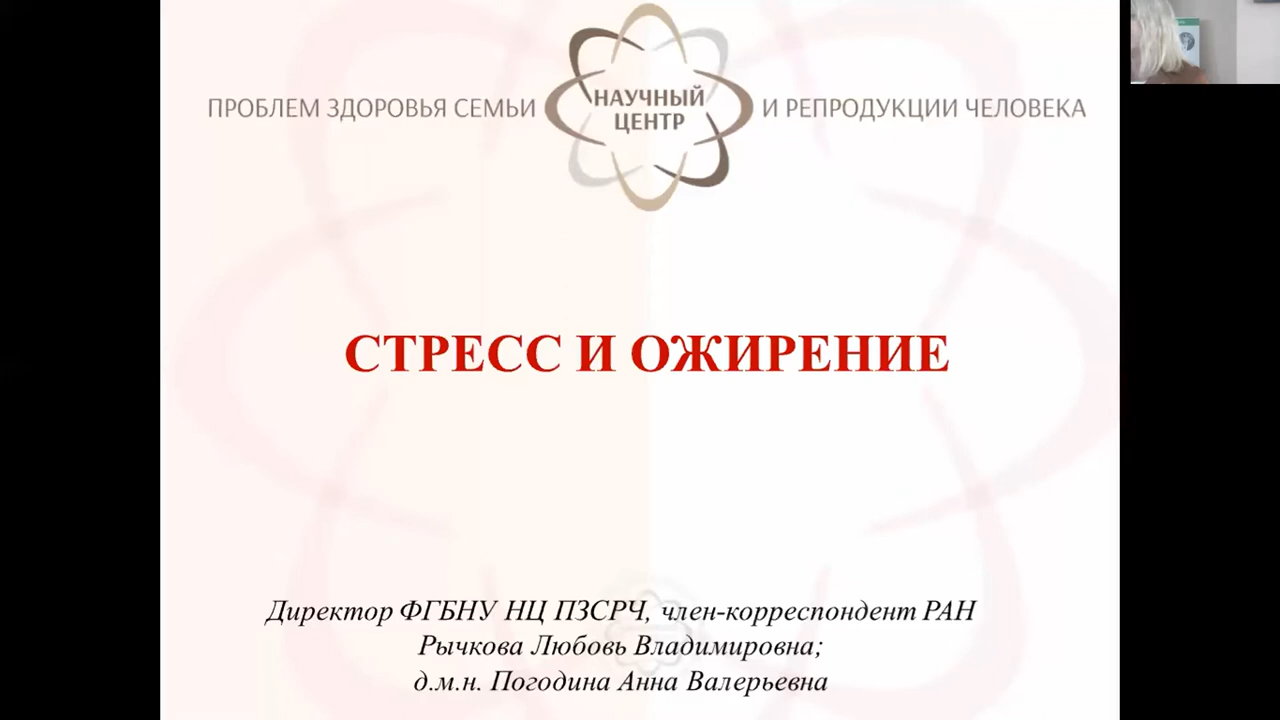 ПРОБЛЕМ ЗДОРОВЬЯ СЕМЬИ
НАУЧНЫЙ
ЦЕНТР
И РЕПРОДУКЦИИ ЧЕЛОВЕКА
СТРЕСС И ОЖИРЕНИЕ
Директор ФГБНУ НЦ ПЗСРЧ, член-корреспондент РАН
Рычкова Любовь Владимировна;
д.м.н. Погодина Анна Валерьевна